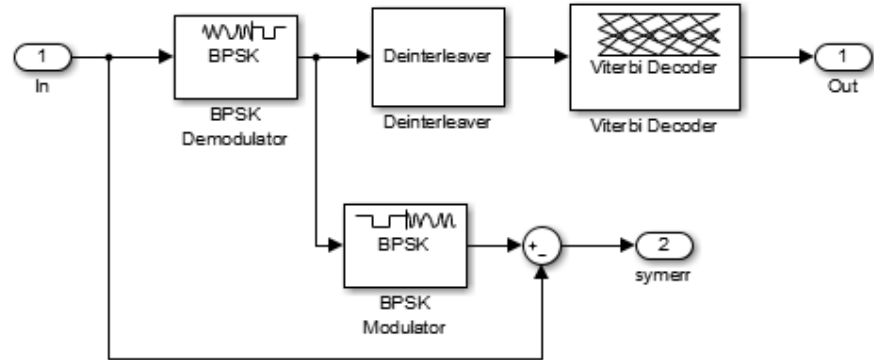 1
In
BPSK
BPSK
Demodulator
Deinterleaver
Deinterleaver
Viterbi Decoder
Viterbi Decoder
1
Out
BPSK
BPSK
Modulator
+
-
2
symerr